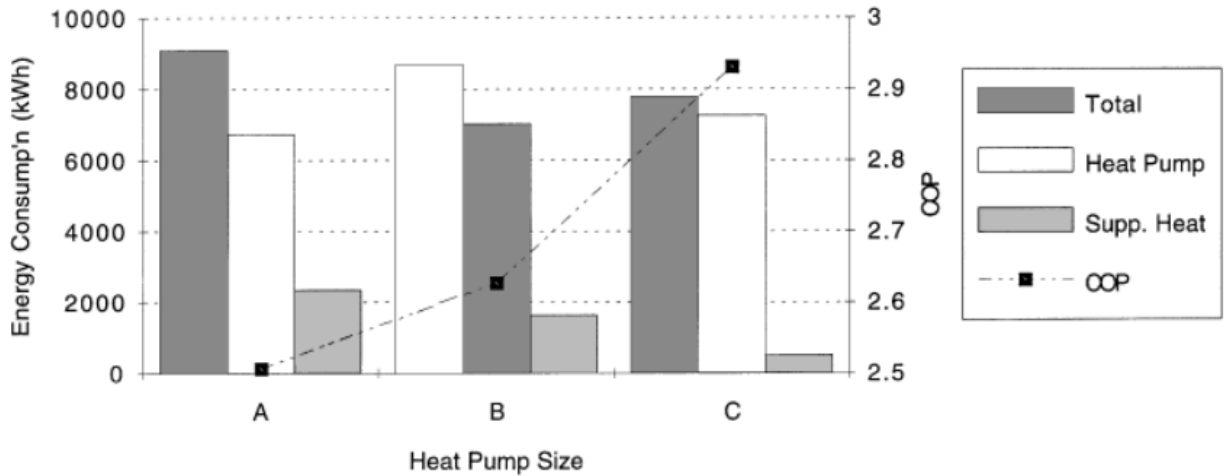 Energy Consump'n (kWh)
10000
8000
6000
4000
2000
0
A
B
C
Heat Pump Size
3
2.9
2.8
2.7
2.6
2.5
COP
Total
Heat Pump
Supp. Heat
COP